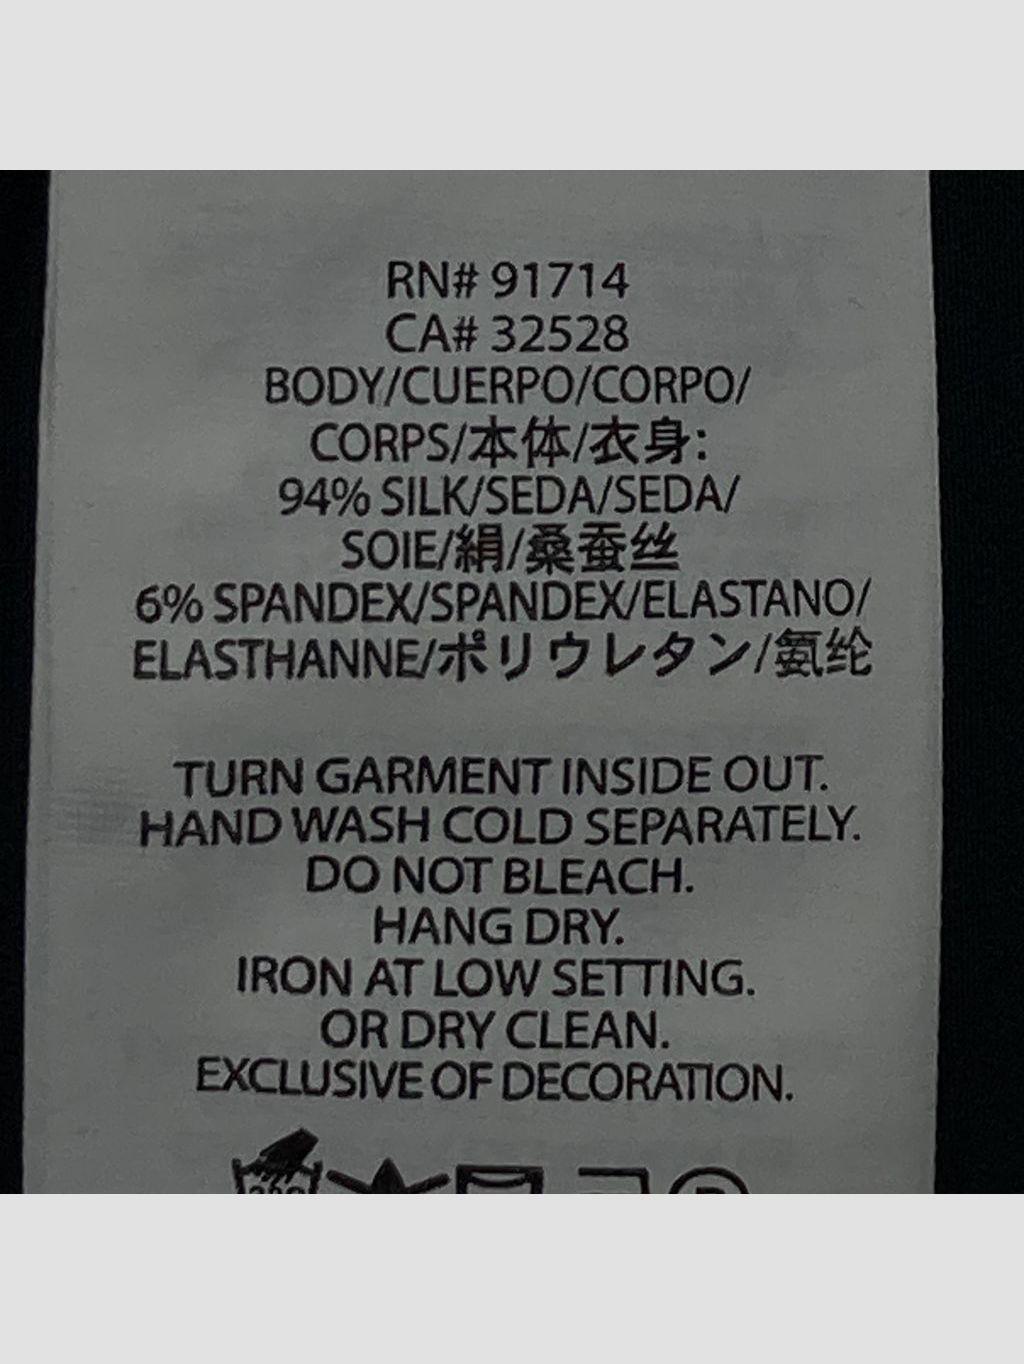 RN# 91714
CA# 32528
BODY/CUERPO/CORPO/
CORPS/本体/衣身:
94% SILK/SEDA/SEDA/
SOIE/絹/桑蚕丝
6% SPANDEX/SPANDEX/ELASTANO/
ELASTHANNE/ポリウレタン/氨纶
TURN GARMENT INSIDE OUT.
HAND WASH COLD SEPARATELY.
DO NOT BLEACH.
HANG DRY.
IRON AT LOW SETTING.
OR DRY CLEAN.
EXCLUSIVE OF DECORATION.